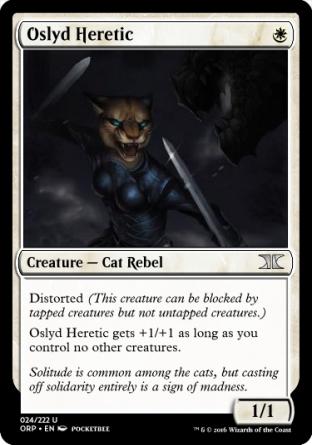 Oslyd Heretic
Creature — Cat Rebel
Distorted (This creature can be blocked by
tapped creatures but not untapped creatures.)
Oslyd Heretic gets +1/+1 as long as you
control no other creatures.
Solitude is common among the cats, but casting
off solidarity entirely is a sign of madness.
1/1
024/222 U
ORP • EN POCKETBEE
™ & © 2016 Wizards of the Coast